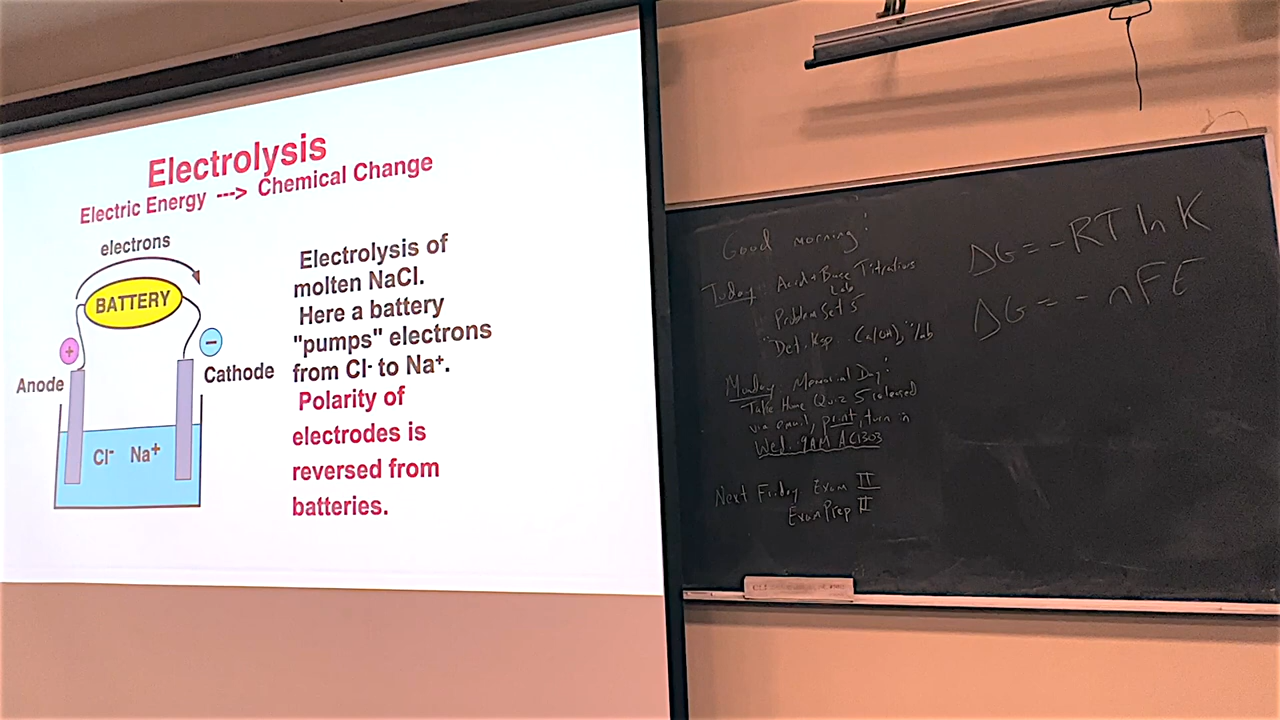 Electrolysis
Electric Energy ---> Chemical Change
electrons
BATTERY
+
−
Anode
Cathode
Cl- Na+
Electrolysis of
molten NaCl.
Here a battery
"pumps" electrons
from Cl- to Na+.
Polarity of
electrodes is
reversed from
batteries.
Good morning!
Today: Acid + Base Titrations
Lab
Problem Set 5
"Det. Ksp Ca(OH)2" lab
Monday Memorial Day!
Take Home Quiz 5 released
via email, print, turn in
Wed. 9AM AC1303
Next Friday Exam II
Exam Prep II
ΔG = -RT ln K
ΔG = - nFE